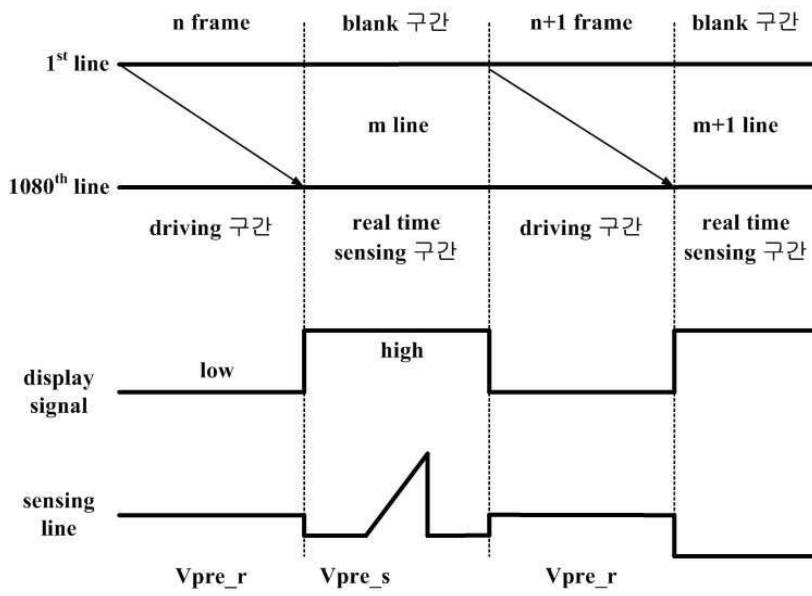 n frame
blank 구간
n+1 frame
blank 구간
1st line
m line
m+1 line
1080th line
driving 구간
real time
sensing 구간
driving 구간
real time
sensing 구간
low
high
display
signal
sensing
line
Vpre_r
Vpre_s
Vpre_r